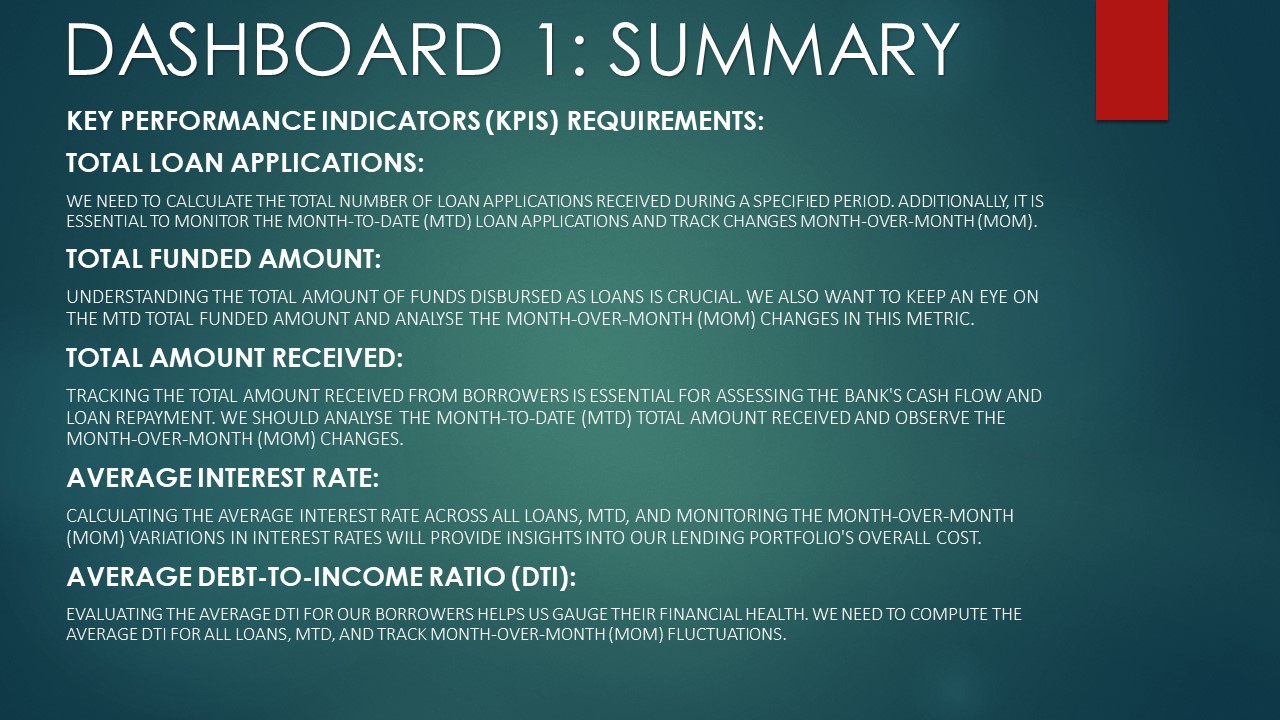 DASHBOARD 1: SUMMARY
KEY PERFORMANCE INDICATORS (KPIS) REQUIREMENTS:
TOTAL LOAN APPLICATIONS:
WE NEED TO CALCULATE THE TOTAL NUMBER OF LOAN APPLICATIONS RECEIVED DURING A SPECIFIED PERIOD. ADDITIONALLY, IT IS
ESSENTIAL TO MONITOR THE MONTH-TO-DATE (MTD) LOAN APPLICATIONS AND TRACK CHANGES MONTH-OVER-MONTH (MOM).
TOTAL FUNDED AMOUNT:
UNDERSTANDING THE TOTAL AMOUNT OF FUNDS DISBURSED AS LOANS IS CRUCIAL. WE ALSO WANT TO KEEP AN EYE ON
THE MTD TOTAL FUNDED AMOUNT AND ANALYSE THE MONTH-OVER-MONTH (MOM) CHANGES IN THIS METRIC.
TOTAL AMOUNT RECEIVED:
TRACKING THE TOTAL AMOUNT RECEIVED FROM BORROWERS IS ESSENTIAL FOR ASSESSING THE BANK'S CASH FLOW AND
LOAN REPAYMENT. WE SHOULD ANALYSE THE MONTH-TO-DATE (MTD) TOTAL AMOUNT RECEIVED AND OBSERVE THE
MONTH-OVER-MONTH (MOM) CHANGES.
AVERAGE INTEREST RATE:
CALCULATING THE AVERAGE INTEREST RATE ACROSS ALL LOANS, MTD, AND MONITORING THE MONTH-OVER-MONTH
(MOM) VARIATIONS IN INTEREST RATES WILL PROVIDE INSIGHTS INTO OUR LENDING PORTFOLIO'S OVERALL COST.
AVERAGE DEBT-TO-INCOME RATIO (DTI):
EVALUATING THE AVERAGE DTI FOR OUR BORROWERS HELPS US GAUGE THEIR FINANCIAL HEALTH. WE NEED TO COMPUTE THE
AVERAGE DTI FOR ALL LOANS, MTD, AND TRACK MONTH-OVER-MONTH (MOM) FLUCTUATIONS.